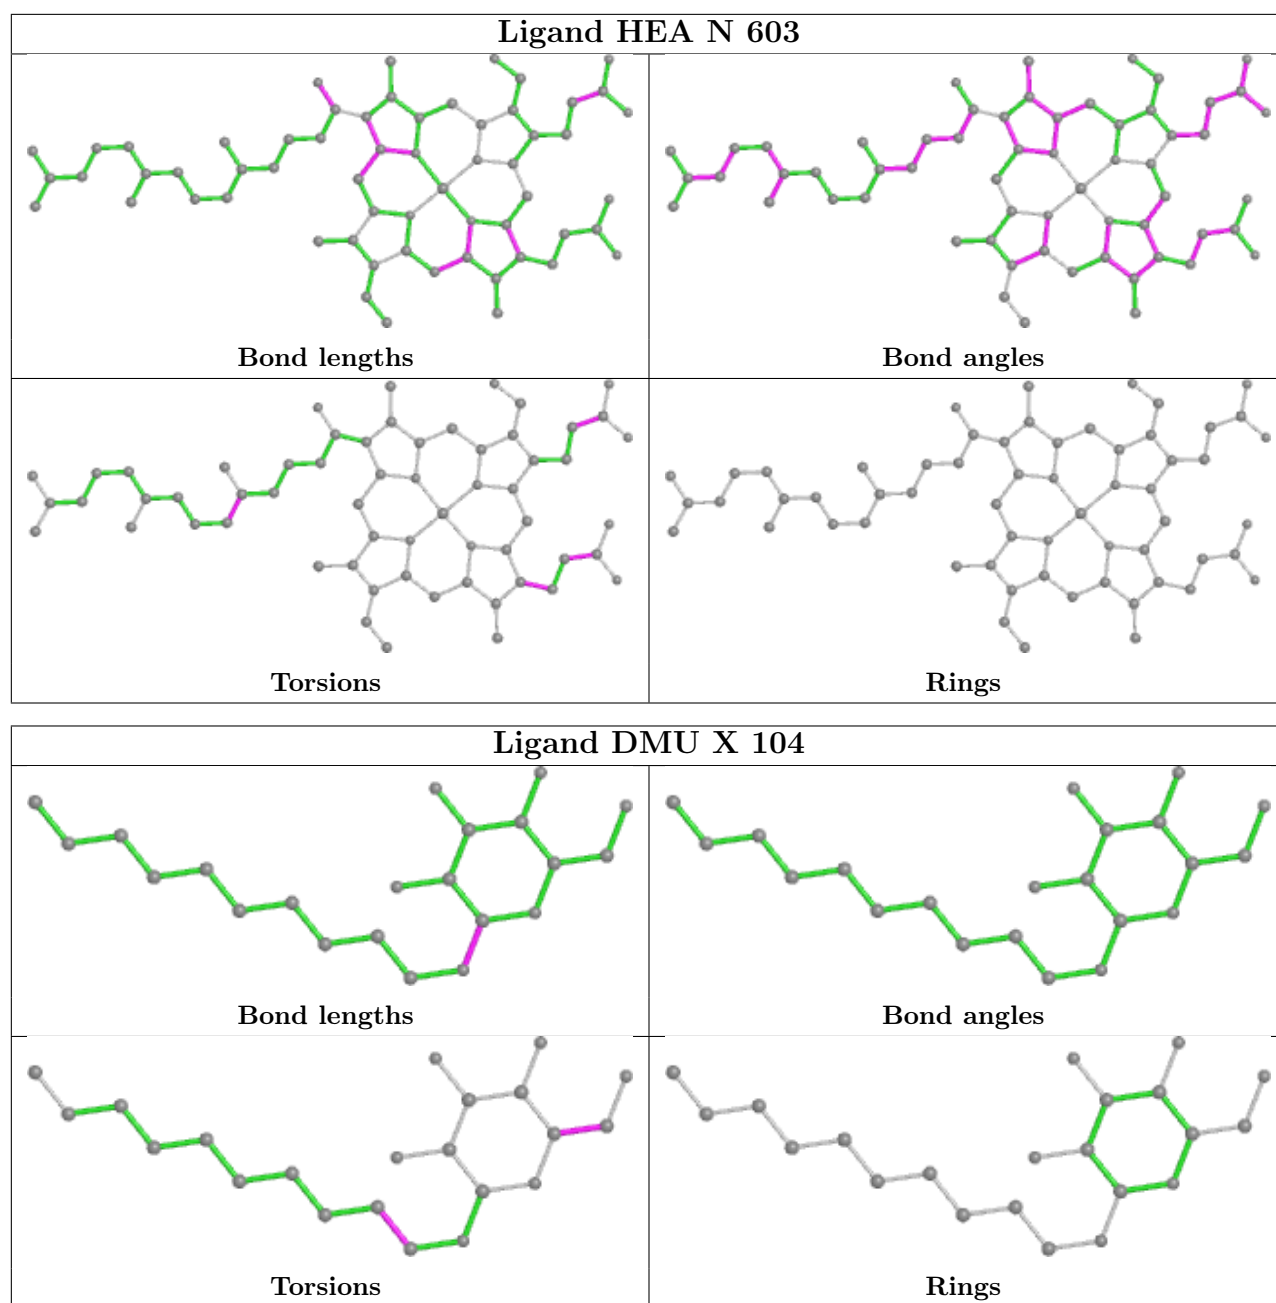 Ligand HEA N 603
Bond lengths
Bond angles
Torsions
Rings
Ligand DMU X 104
Bond lengths
Bond angles
Torsions
Rings